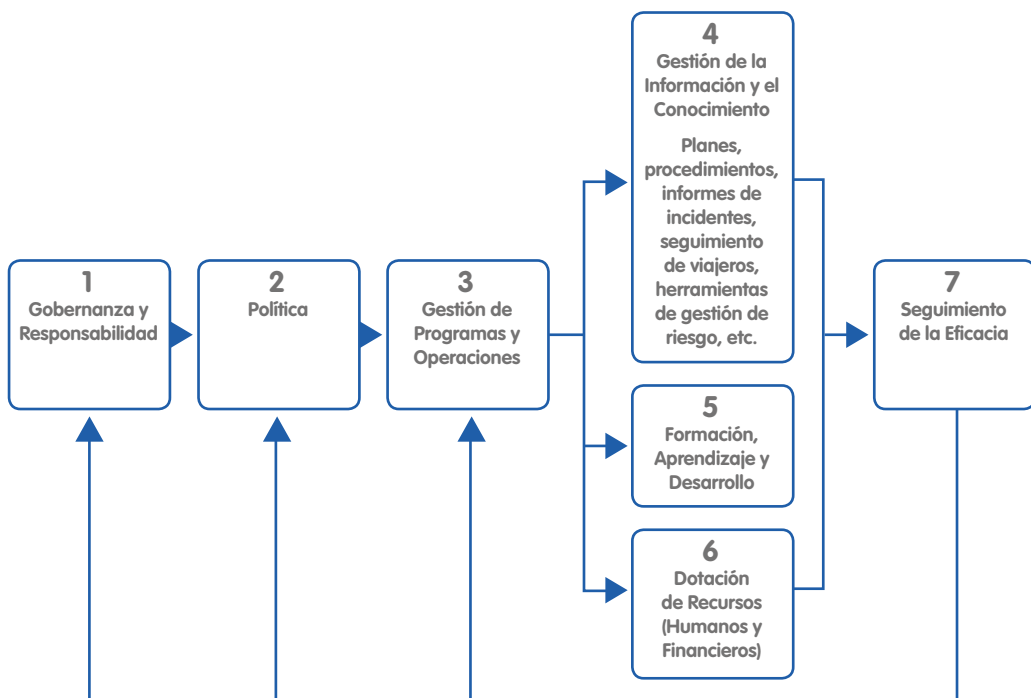 1
Gobernanza y
Responsabilidad
2
Política
3
Gestión de
Programas y
Operaciones
4
Gestión de la
Información y el
Conocimiento
Planes,
procedimientos,
informes de
incidentes,
seguimiento
de viajeros,
herramientas
de gestión de
riesgo, etc.
5
Formación,
Aprendizaje y
Desarrollo
6
Dotación
de Recursos
(Humanos y
Financieros)
7
Seguimiento
de la Eficacia